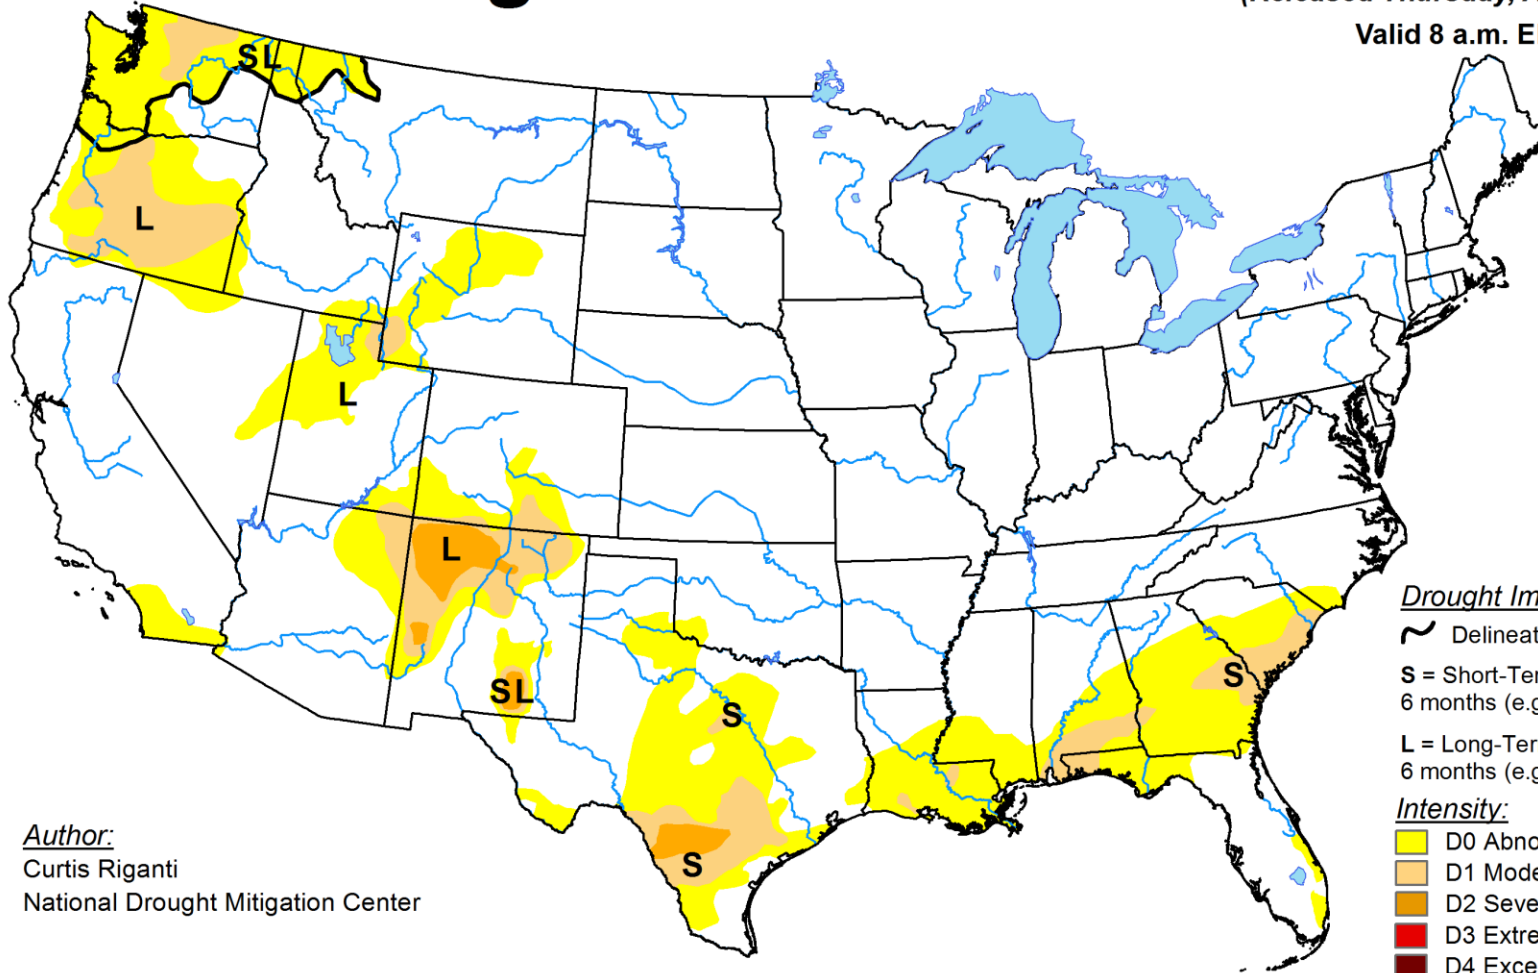 Valid 8 a.m. E
SL
L
L
L
SL
S
S
S
Drought Im
Delineat
S = Short-Ter
6 months (e.g
L = Long-Ter
6 months (e.g
Intensity:
D0 Abno
D1 Mode
D2 Seve
D3 Extre
D4 Exce
Author:
Curtis Riganti
National Drought Mitigation Center